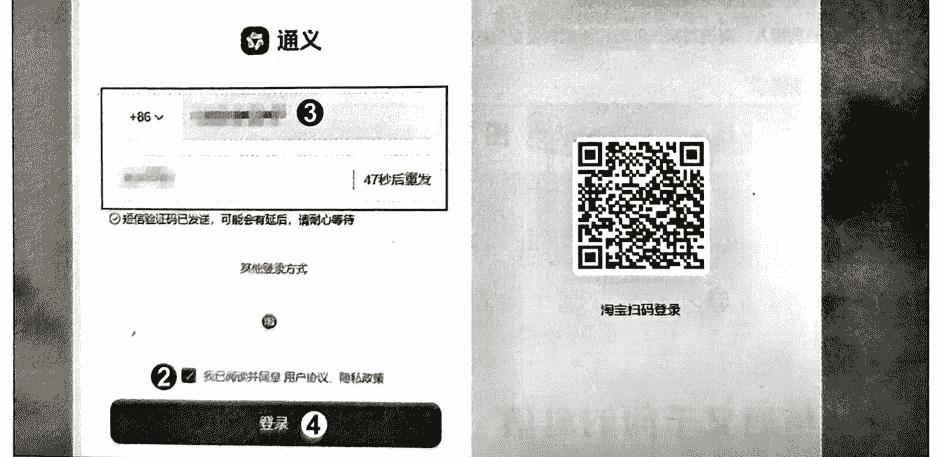 通义
+86
3
47秒后重发
短信验证码已发送，可能会有延后，请耐心等待
其他登录方式
淘
2 我已阅读并同意 用户协议、隐私政策
登录 4
淘宝扫码登录